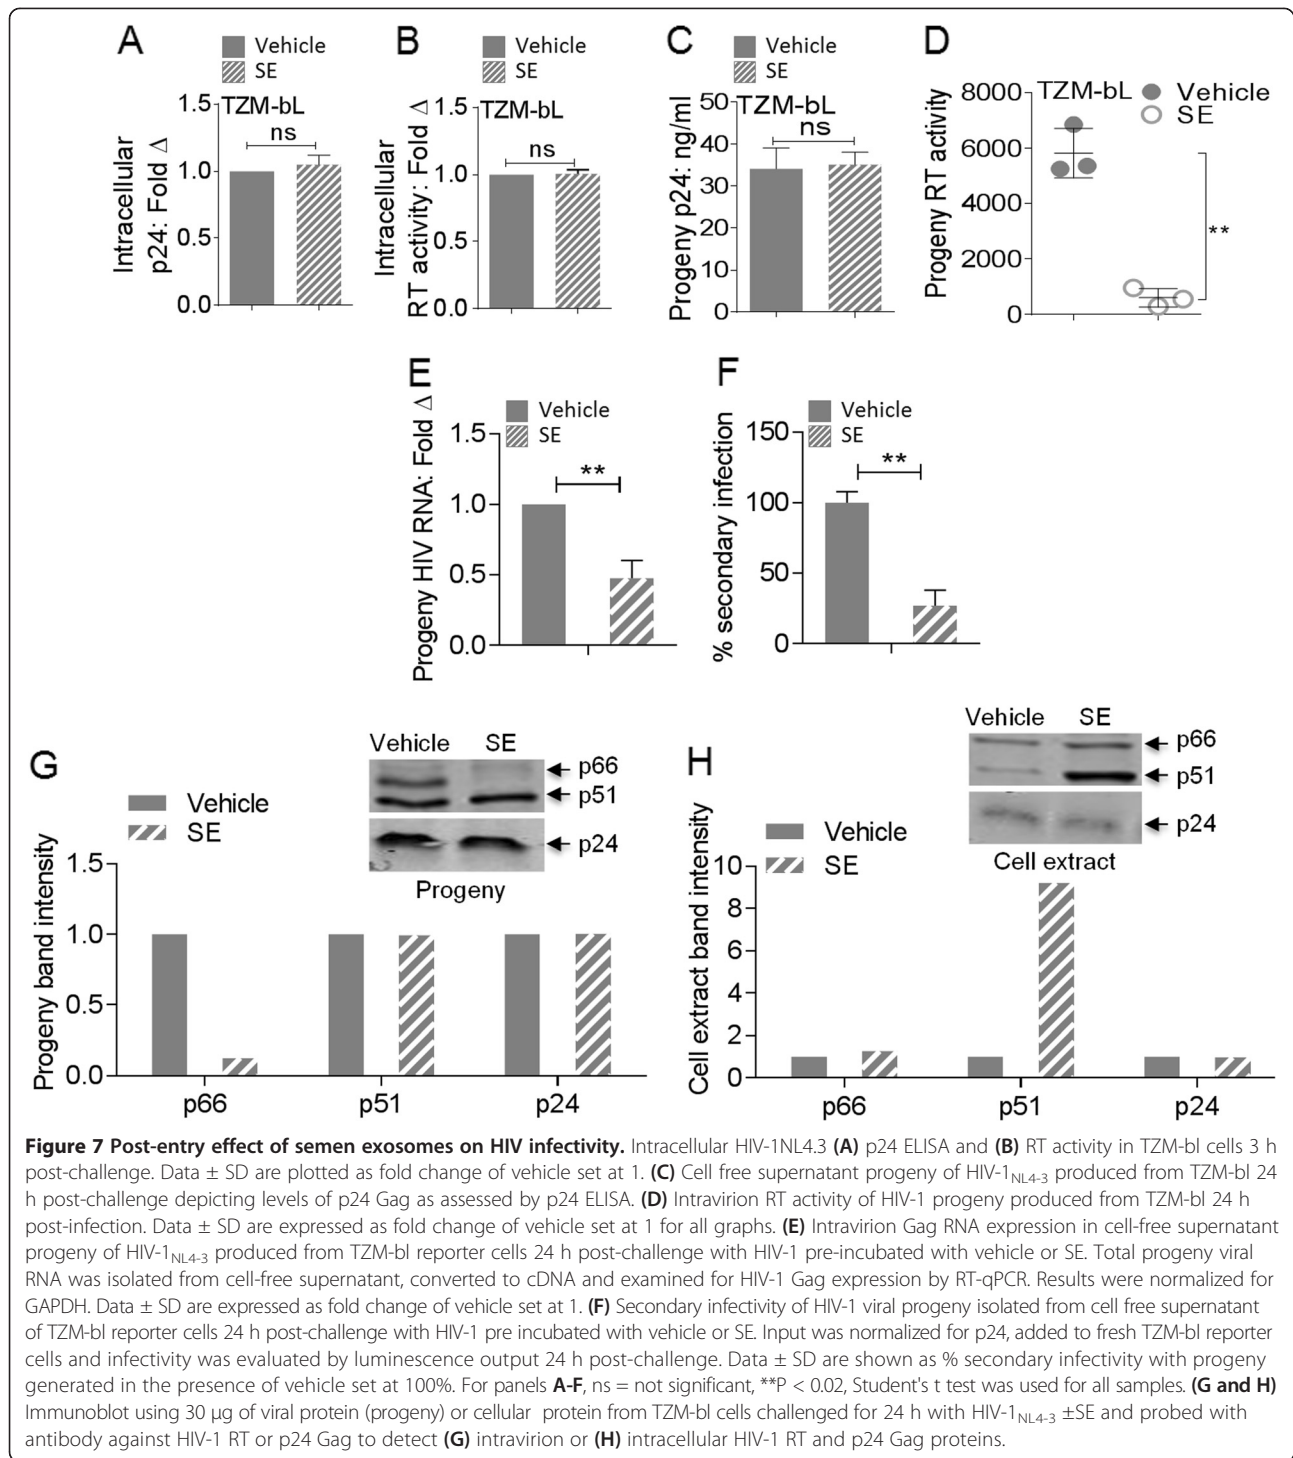 A
Vehicle
SE
TZM-bL
ns
Intracellular
p24: Fold Δ
1.5
1.0
0.5
0.0
B
Vehicle
SE
TZM-bL
ns
Intracellular
RT activity: Fold Δ
1.5
1.0
0.5
0.0
C
Vehicle
SE
TZM-bL
ns
Progeny p24: ng/ml
50
40
30
20
10
0
D
TZM-bL
Vehicle
SE
**
Progeny RT activity
8000
6000
4000
2000
0
E
Vehicle
SE
**
Progeny HIV RNA: Fold Δ
1.5
1.0
0.5
0.0
F
Vehicle
SE
**
% secondary infection
150
100
50
0
G
Vehicle
SE
Vehicle SE
p66
p51
p24
Progeny
Progeny band intensity
1.5
1.0
0.5
0.0
p66 p51 p24
H
Vehicle
SE
Vehicle SE
p66
p51
p24
Cell extract
Cell extract band intensity
10
8
6
4
2
0
p66 p51 p24
Figure 7 Post-entry effect of semen exosomes on HIV infectivity. Intracellular HIV-1NL4.3 (A) p24 ELISA and (B) RT activity in TZM-bl cells 3 h
post-challenge. Data ± SD are plotted as fold change of vehicle set at 1. (C) Cell free supernatant progeny of HIV-1NL4-3 produced from TZM-bl 24
h post-challenge depicting levels of p24 Gag as assessed by p24 ELISA. (D) Intravirion RT activity of HIV-1 progeny produced from TZM-bl 24 h
post-infection. Data ± SD are expressed as fold change of vehicle set at 1 for all graphs. (E) Intravirion Gag RNA expression in cell-free supernatant
progeny of HIV-1NL4-3 produced from TZM-bl reporter cells 24 h post-challenge with HIV-1 pre-incubated with vehicle or SE. Total progeny viral
RNA was isolated from cell-free supernatant, converted to cDNA and examined for HIV-1 Gag expression by RT-qPCR. Results were normalized for
GAPDH. Data ± SD are expressed as fold change of vehicle set at 1. (F) Secondary infectivity of HIV-1 viral progeny isolated from cell free supernatant
of TZM-bl reporter cells 24 h post-challenge with HIV-1 pre incubated with vehicle or SE. Input was normalized for p24, added to fresh TZM-bl reporter
cells and infectivity was evaluated by luminescence output 24 h post-challenge. Data ± SD are shown as % secondary infectivity with progeny
generated in the presence of vehicle set at 100%. For panels A-F, ns = not significant, **P < 0.02, Student's t test was used for all samples. (G and H)
Immunoblot using 30 μg of viral protein (progeny) or cellular protein from TZM-bl cells challenged for 24 h with HIV-1NL4-3 ±SE and probed with
antibody against HIV-1 RT or p24 Gag to detect (G) intravirion or (H) intracellular HIV-1 RT and p24 Gag proteins.